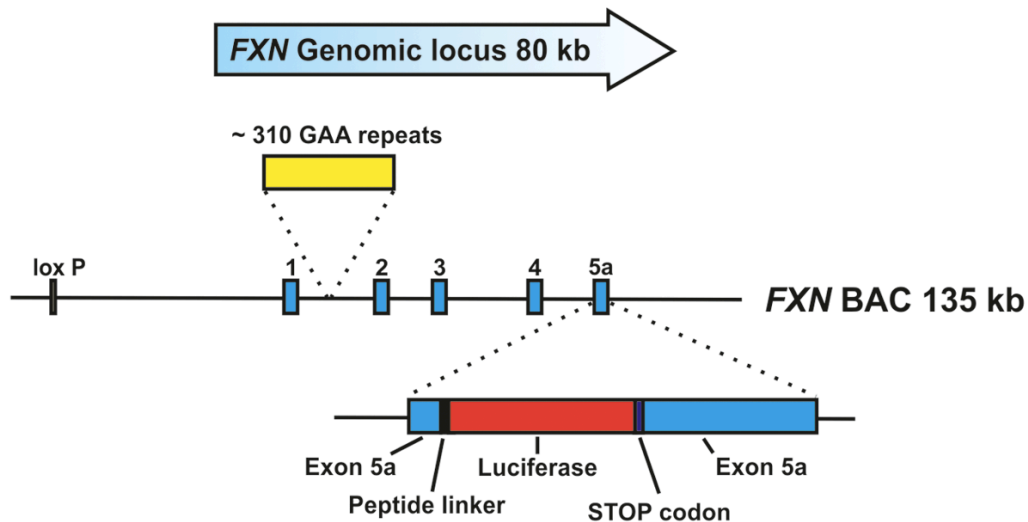 FXN Genomic locus 80 kb
~ 310 GAA repeats
lox P
1 2 3 4 5a
FXN BAC 135 kb
Exon 5a
Peptide linker
Luciferase
STOP codon
Exon 5a